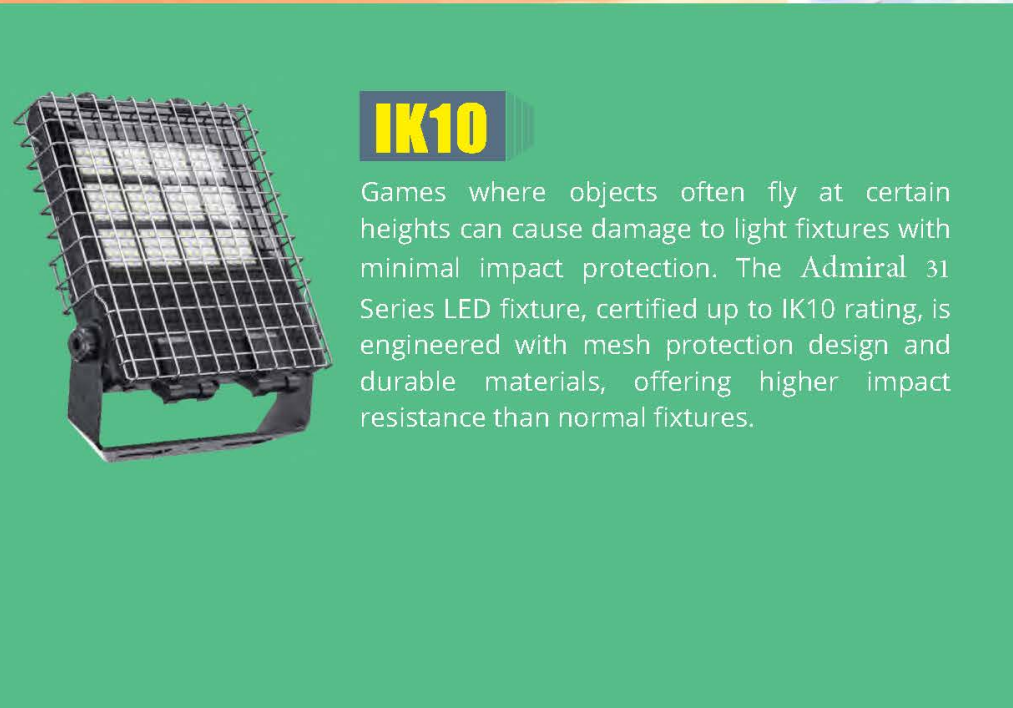 IK10
Games where objects often fly at certain
heights can cause damage to light fixtures with
minimal impact protection. The Admiral 31
Series LED fixture, certified up to IK10 rating, is
engineered with mesh protection design and
durable materials, offering higher impact
resistance than normal fixtures.